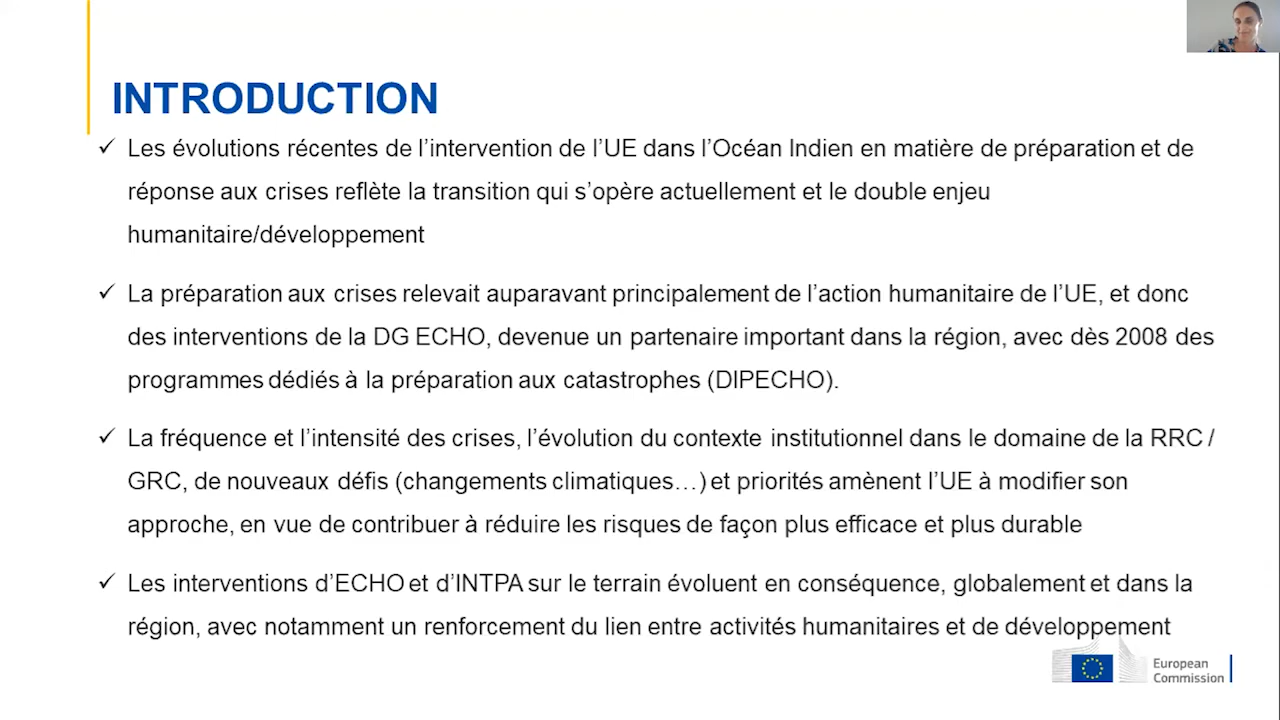 INTRODUCTION
✓ Les évolutions récentes de l’intervention de l’UE dans l’Océan Indien en matière de préparation et de
réponse aux crises reflète la transition qui s’opère actuellement et le double enjeu
humanitaire/développement
✓ La préparation aux crises relevait auparavant principalement de l’action humanitaire de l’UE, et donc
des interventions de la DG ECHO, devenue un partenaire important dans la région, avec dès 2008 des
programmes dédiés à la préparation aux catastrophes (DIPECHO).
✓ La fréquence et l’intensité des crises, l’évolution du contexte institutionnel dans le domaine de la RRC /
GRC, de nouveaux défis (changements climatiques…) et priorités amènent l’UE à modifier son
approche, en vue de contribuer à réduire les risques de façon plus efficace et plus durable
✓ Les interventions d’ECHO et d’INTPA sur le terrain évoluent en conséquence, globalement et dans la
région, avec notamment un renforcement du lien entre activités humanitaires et de développement
European
Commission